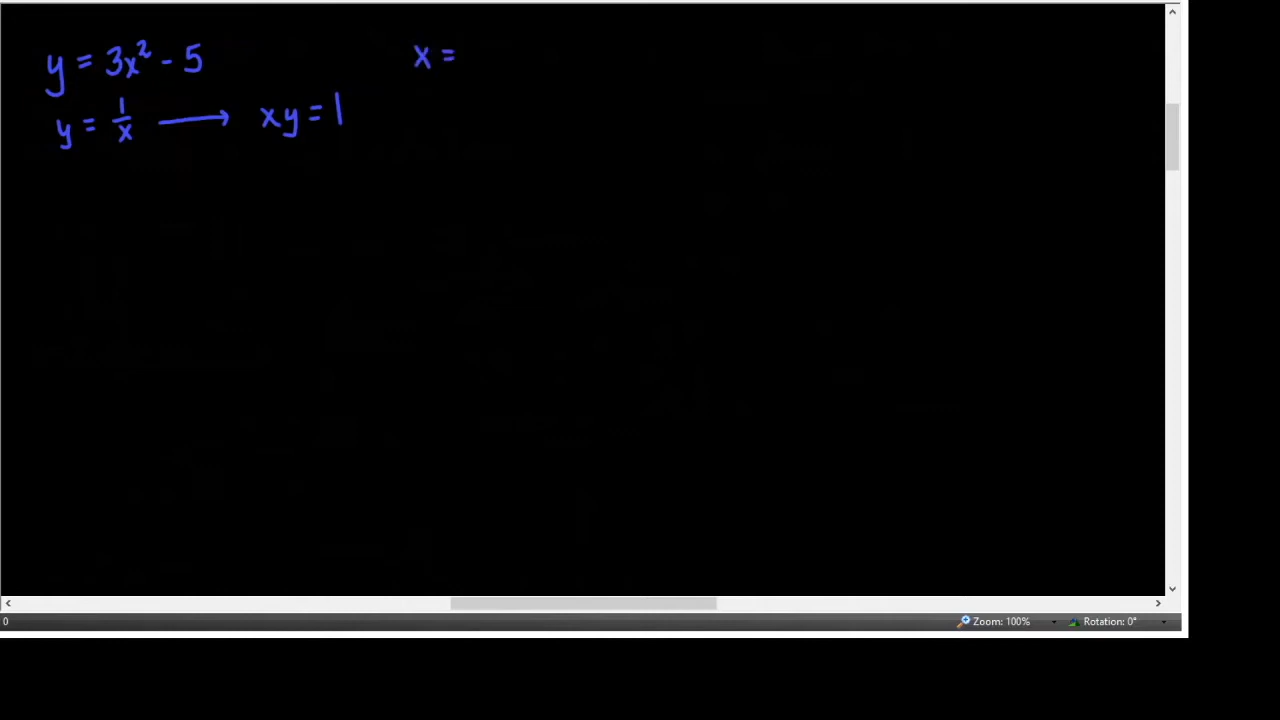 y = 3x² - 5
x =
y = 1/x ⟶ xy = 1
0
Zoom: 100%
Rotation: 0°